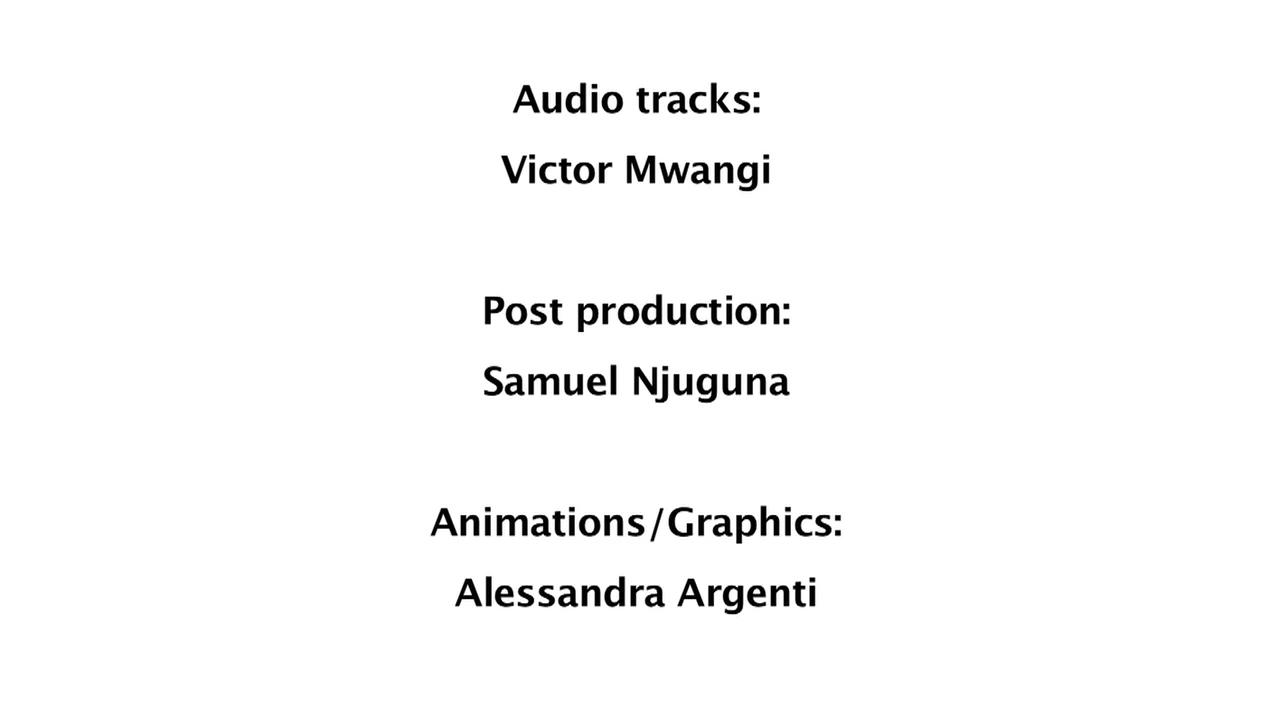 Audio tracks:
Victor Mwangi
Post production:
Samuel Njuguna
Animations/Graphics:
Alessandra Argenti